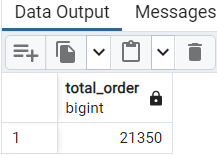 Data Output Messages
total_order
bigint
1 21350